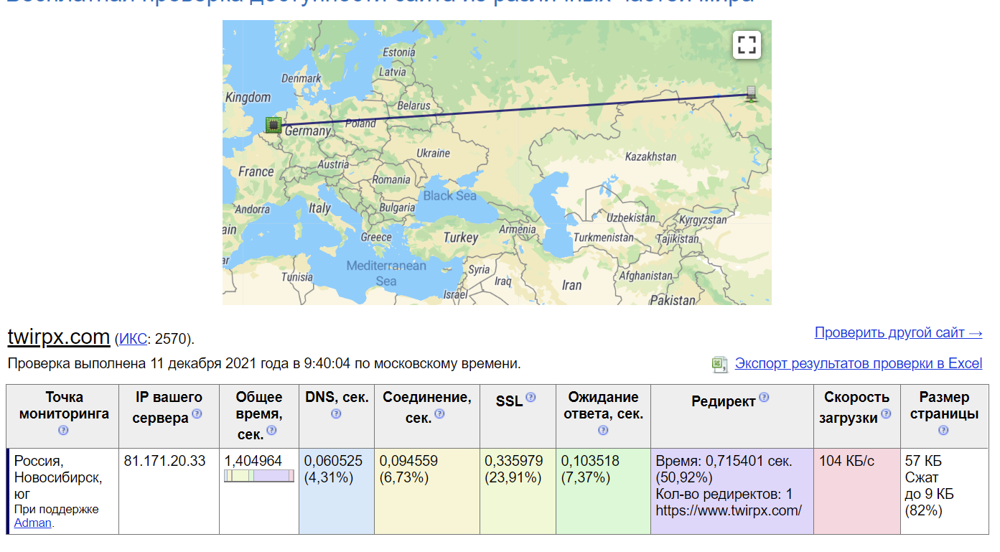 Бесплатная проверка доступности сайта из различных частей мира
Estonia
Latvia
Denmark
Kingdom
Belarus
Poland
Germany
Ukraine
Kazakhstan
France
Austria
Romania
Black Sea
Andorra
Italy
Bulgaria
Uzbekistan
Kyrgyzstan
ain
Greece
Turkey
Armenia
Turkmenistan
Tajikistan
ar
Tunisia
Mediterranean
Sea
Syria
Iraq
Iran
Afghanistan
Israel
Pakistan
twirpx.com (ИКС: 2570).
Проверить другой сайт →
Проверка выполнена 11 декабря 2021 года в 9:40:04 по московскому времени.
Экспорт результатов проверки в Excel
Точка
мониторинга
IP вашего
сервера
Общее
время,
сек.
DNS, сек.
Соединение,
сек.
SSL
Ожидание
ответа, сек.
Редирект
Скорость
загрузки
Размер
страницы
Россия,
Новосибирск,
юг
При поддержке
Adman.
81.171.20.33
1,404964
0,060525
(4,31%)
0,094559
(6,73%)
0,335979
(23,91%)
0,103518
(7,37%)
Время: 0,715401 сек.
(50,92%)
Кол-во редиректов: 1
https://www.twirpx.com/
104 КБ/с
57 КБ
Сжат
до 9 КБ
(82%)